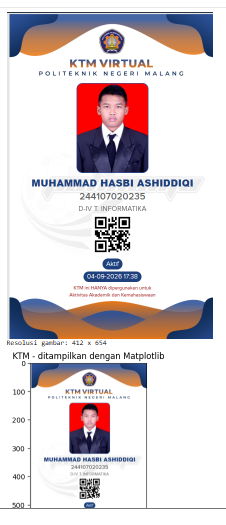 KTM VIRTUAL
POLITEKNIK NEGERI MALANG
MUHAMMAD HASBI ASHIDDIQI
244107020235
D-IV T. INFORMATIKA
Aktif
04-09-2026 17:38
KTM ini HANYA dipergunakan untuk
Aktivitas Akademik dan Kemahasiswaan
Resolusi gambar: 412 x 654
KTM - ditampilkan dengan Matplotlib
0
100
200
300
400
500
KTM VIRTUAL
POLITEKNIK NEGERI MALANG
MUHAMMAD HASBI ASHIDDIQI
244107020235
D-IV T. INFORMATIKA
Aktif